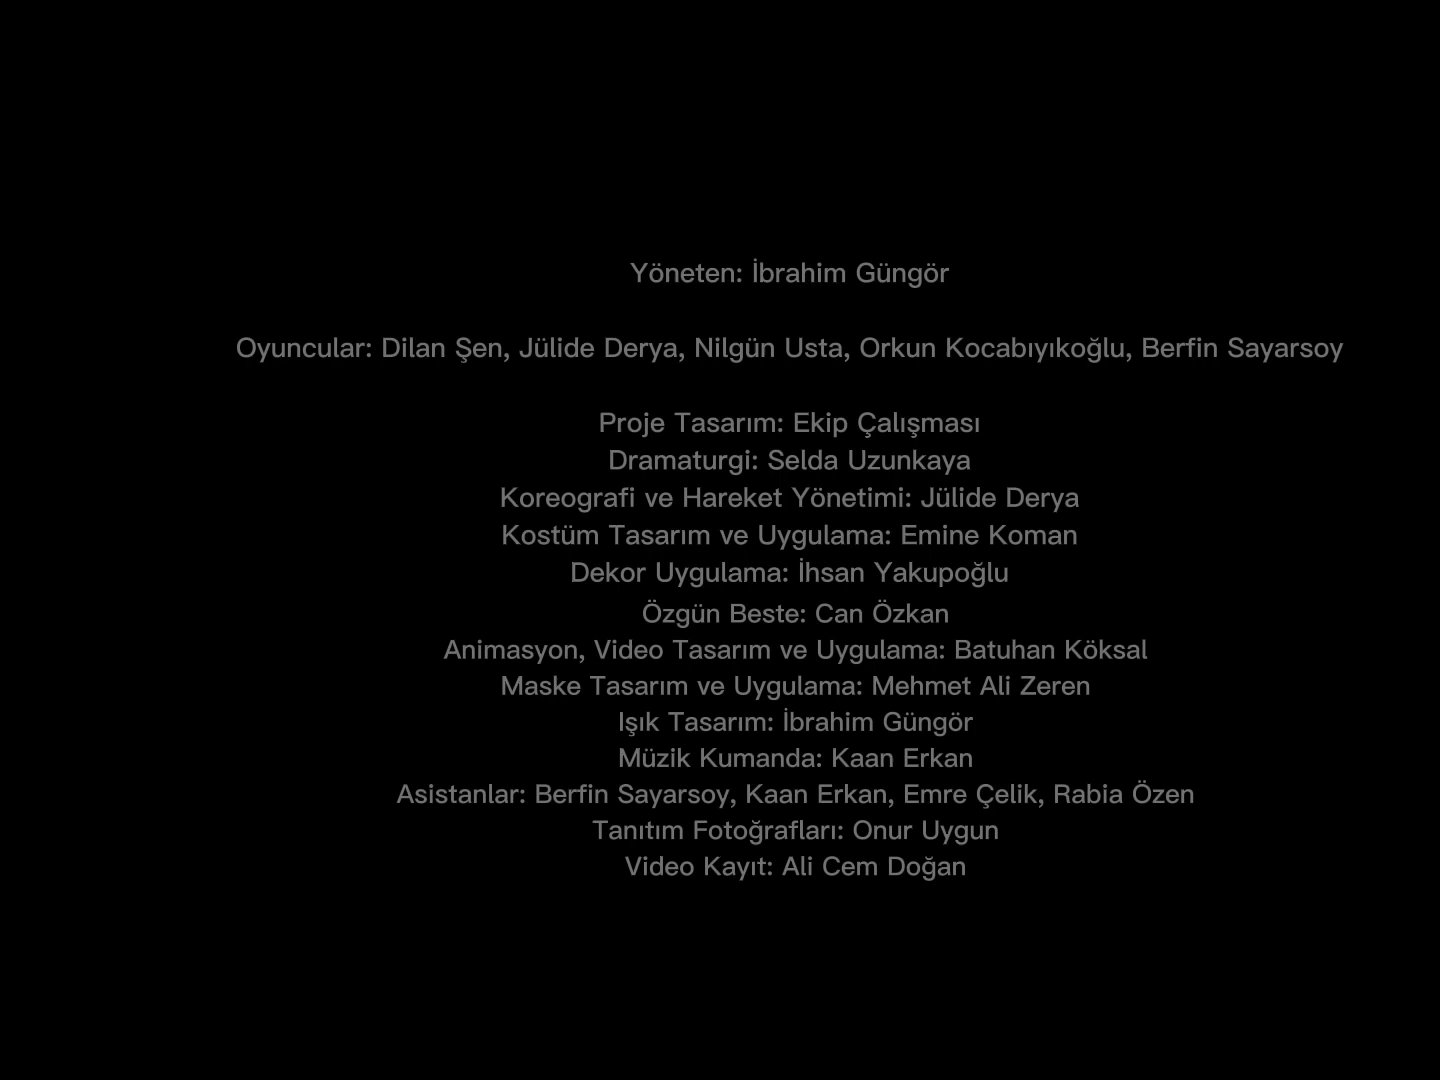 Yöneten: İbrahim Güngör
Oyuncular: Dilan Şen, Jülide Derya, Nilgün Usta, Orkun Kocabıyıkoğlu, Berfin Sayarsoy
Proje Tasarım: Ekip Çalışması
Dramaturgi: Selda Uzunkaya
Koreografi ve Hareket Yönetimi: Jülide Derya
Kostüm Tasarım ve Uygulama: Emine Koman
Dekor Uygulama: İhsan Yakupoğlu
Özgün Beste: Can Özkan
Animasyon, Video Tasarım ve Uygulama: Batuhan Köksal
Maske Tasarım ve Uygulama: Mehmet Ali Zeren
Işık Tasarım: İbrahim Güngör
Müzik Kumanda: Kaan Erkan
Asistanlar: Berfin Sayarsoy, Kaan Erkan, Emre Çelik, Rabia Özen
Tanıtım Fotoğrafları: Onur Uygun
Video Kayıt: Ali Cem Doğan